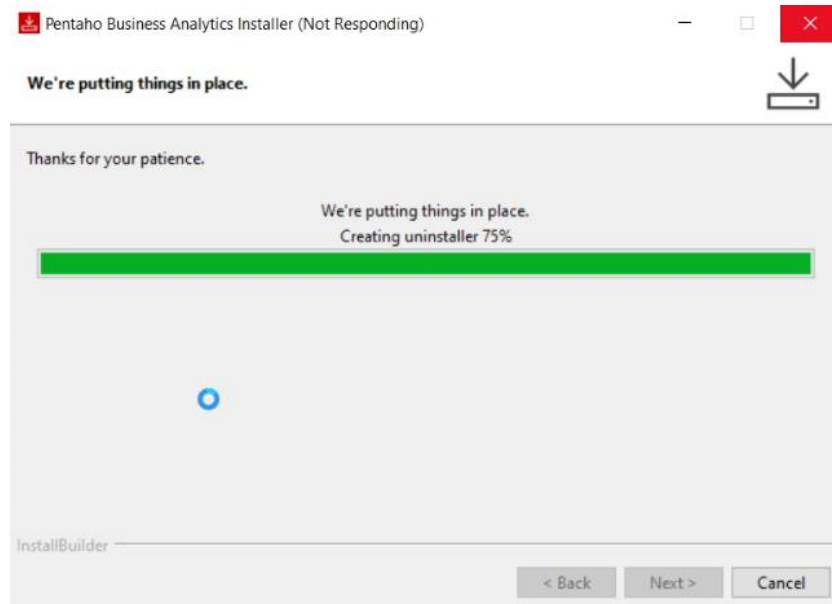 Pentaho Business Analytics Installer (Not Responding)
We're putting things in place.
Thanks for your patience.
We're putting things in place.
Creating uninstaller 75%
InstallBuilder
< Back Next > Cancel